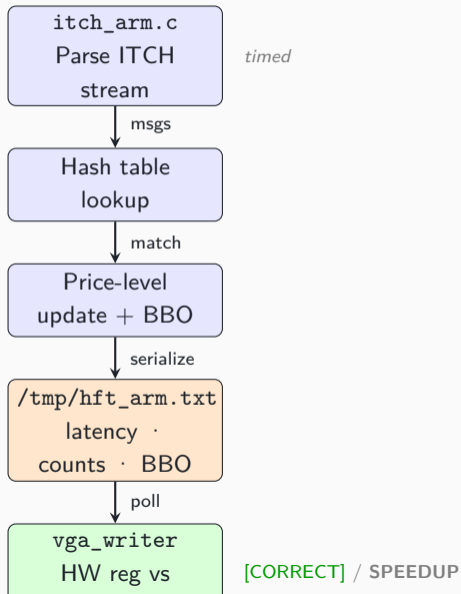 itch_arm.c
Parse ITCH
timed
stream
msgs
Hash table
lookup
match
Price-level
update + BBO
serialize
/tmp/hft_arm.txt
latency ·
counts · BBO
poll
vga_writer
HW reg vs
[CORRECT] / SPEEDUP